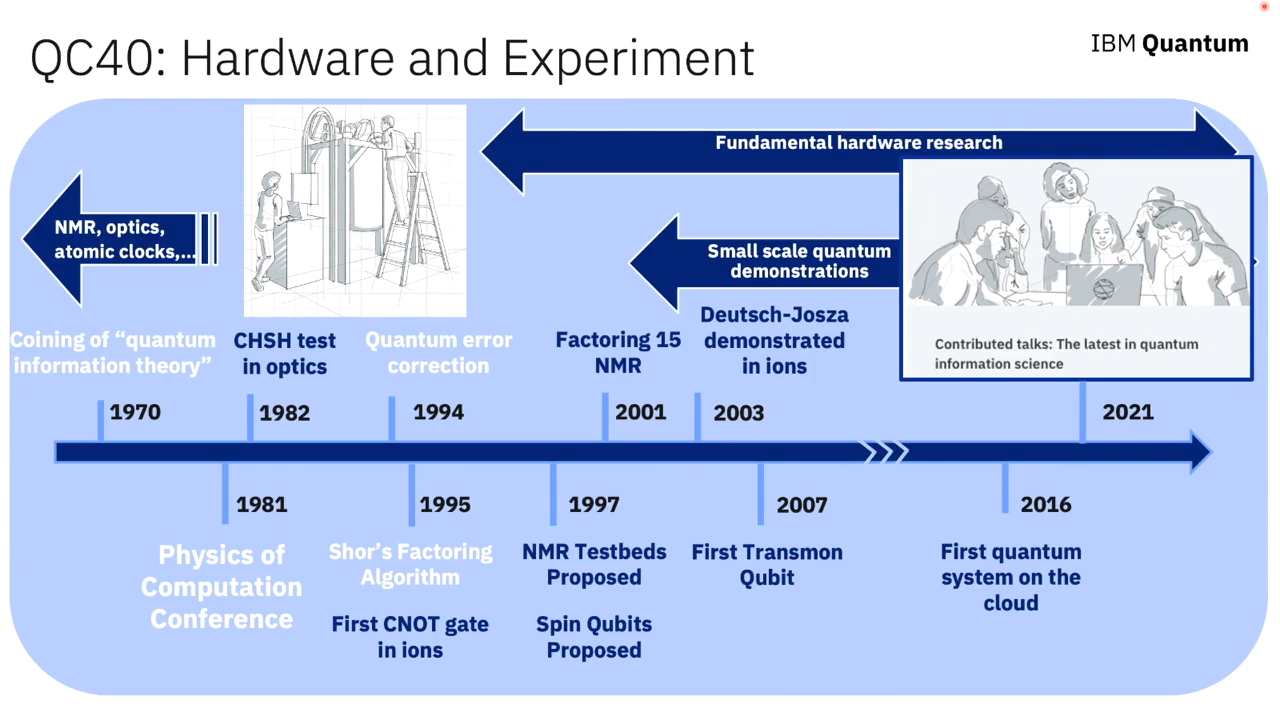 QC40: Hardware and Experiment
IBM Quantum
Fundamental hardware research
NMR, optics,
atomic clocks,...
Small scale quantum
demonstrations
Contributed talks: The latest in quantum
information science
Coining of “quantum
information theory”
CHSH test
in optics
Quantum error
correction
Factoring 15
NMR
Deutsch-Josza
demonstrated
in ions
1970
1982
1994
2001
2003
2021
1981
1995
1997
2007
2016
Physics of
Computation
Conference
Shor’s Factoring
Algorithm
First CNOT gate
in ions
NMR Testbeds
Proposed
Spin Qubits
Proposed
First Transmon
Qubit
First quantum
system on the
cloud